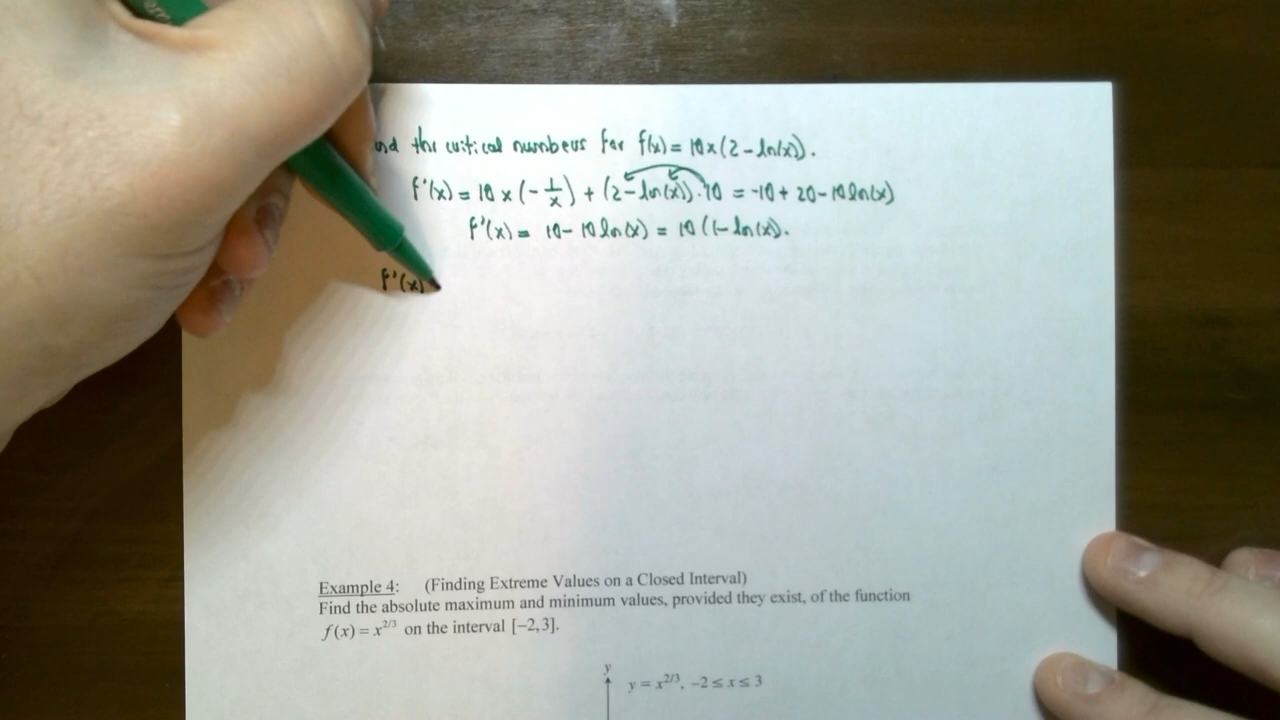 nd the critical numbers for f(x) = 10x(2 - ln(x)).
f'(x) = 10x(-1/x) + (2 - ln(x))·10 = -10 + 20 - 10ln(x)
f'(x) = 10 - 10ln(x) = 10(1 - ln(x).
f'(x)
Example 4: (Finding Extreme Values on a Closed Interval)
Find the absolute maximum and minimum values, provided they exist, of the function
f(x) = x^{2/3} on the interval [−2,3].
y
y = x^{2/3}, −2 ≤ x ≤ 3